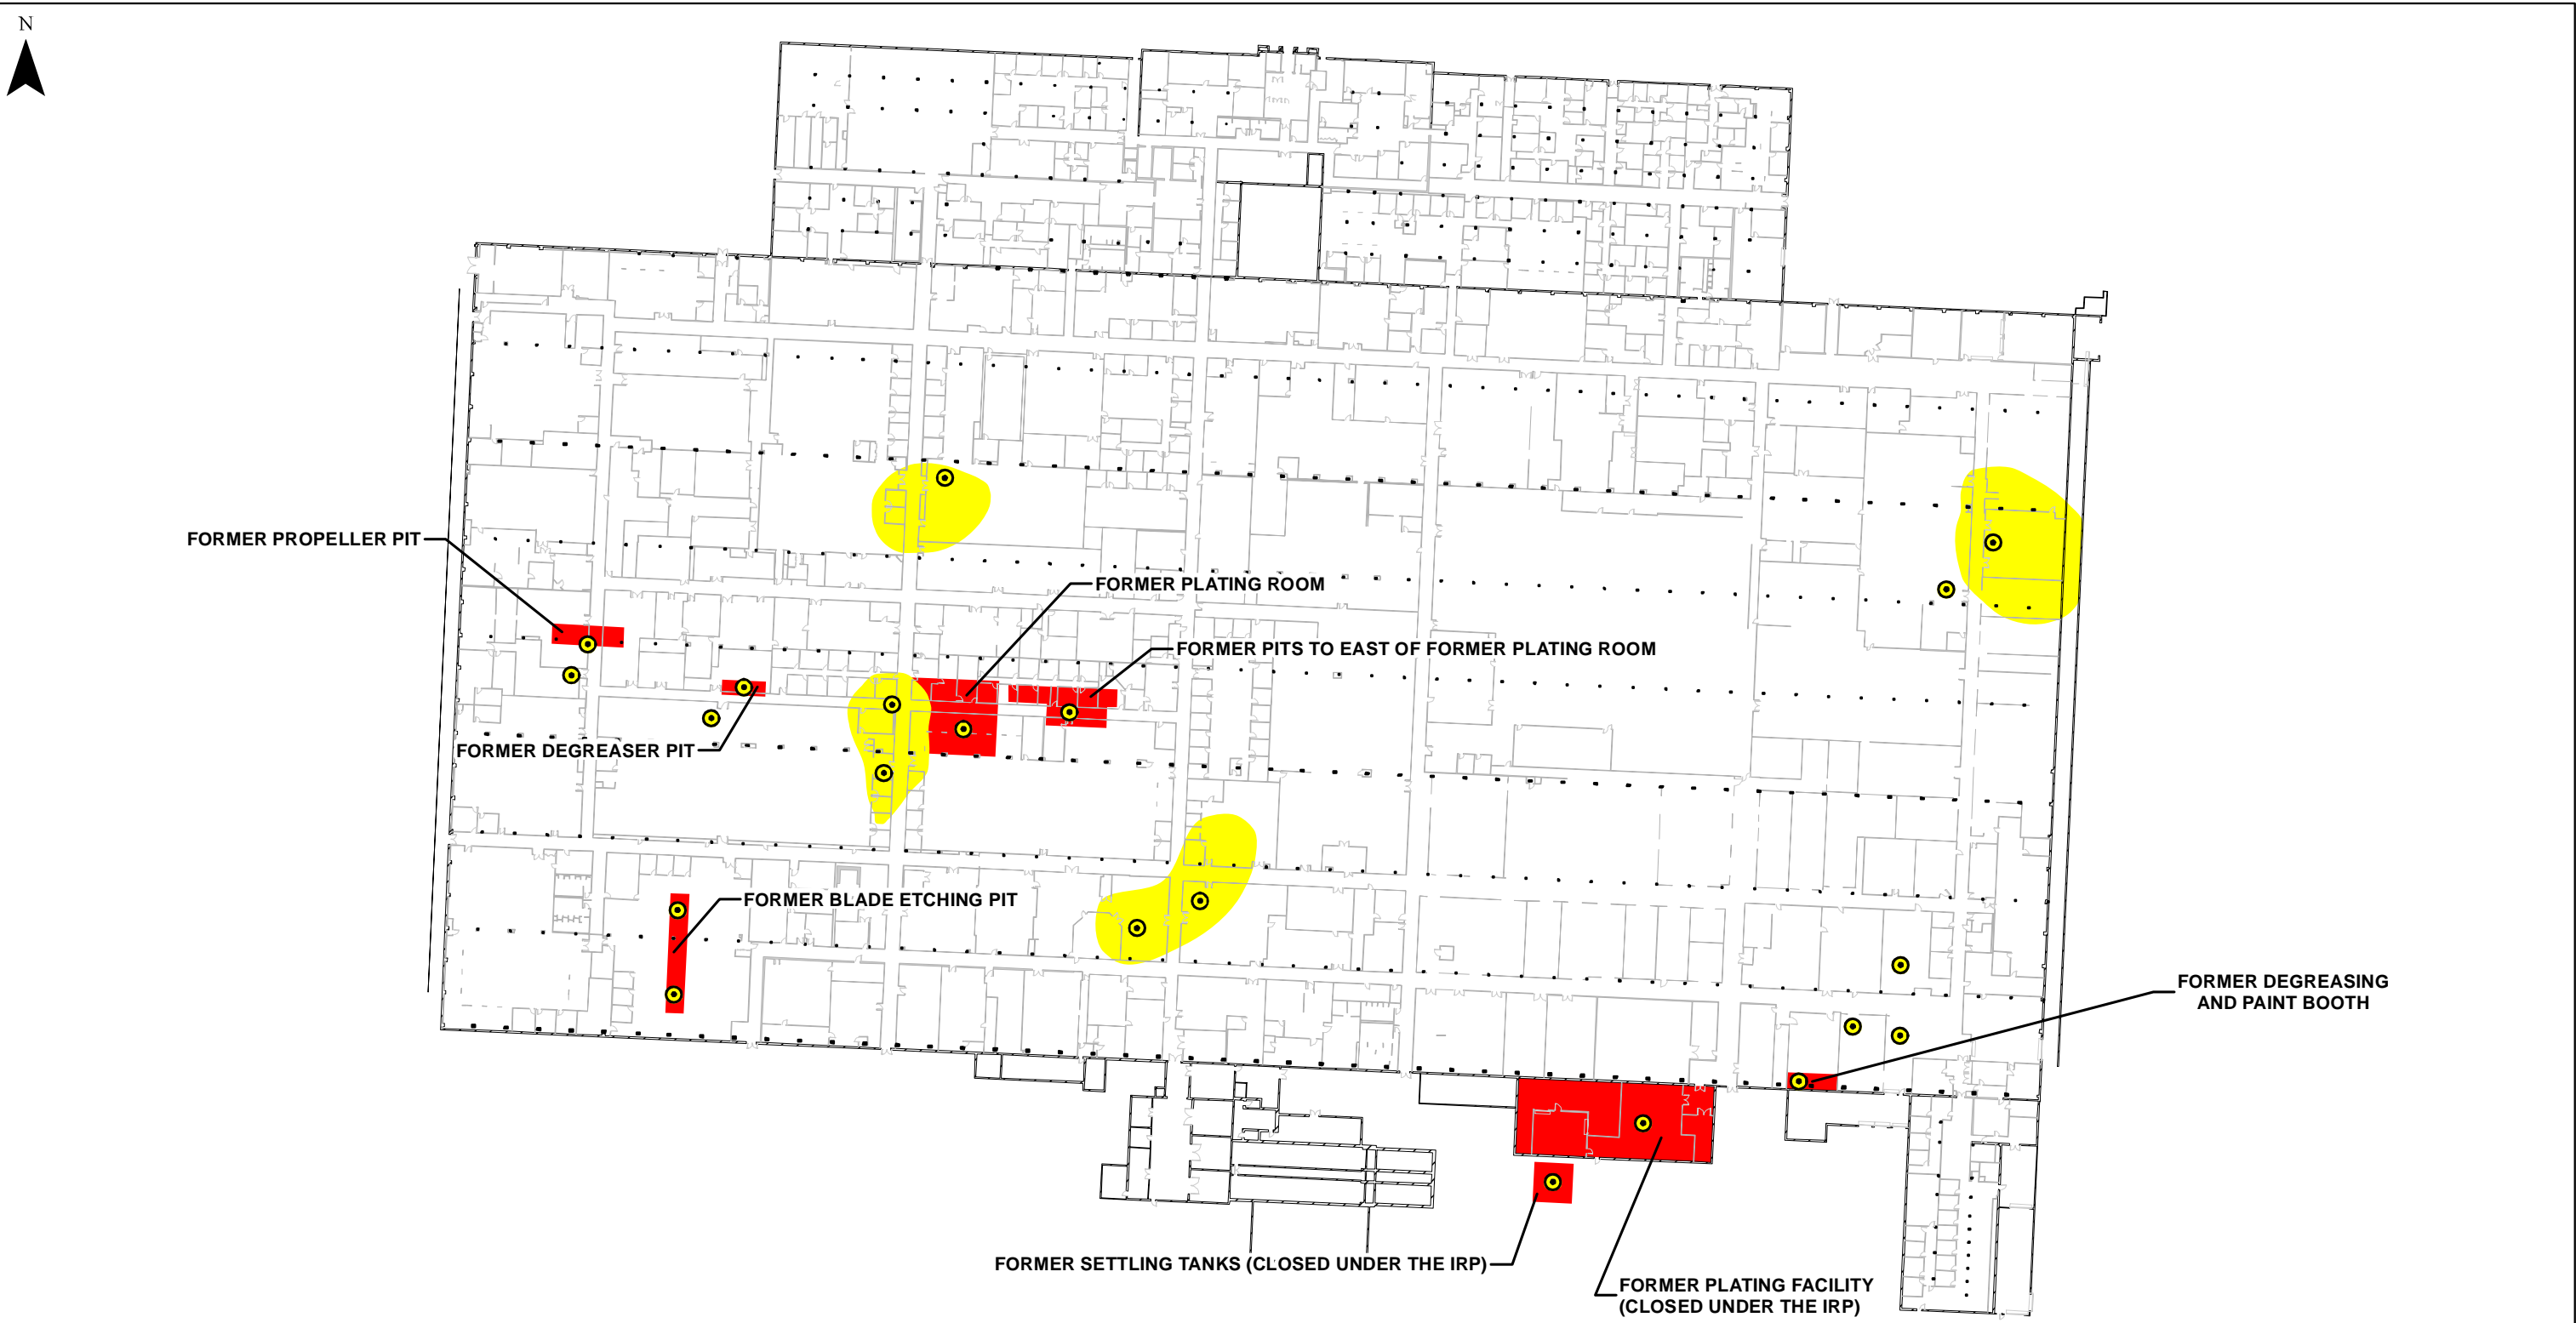 N
FORMER PROPELLER PIT
FORMER PLATING ROOM
FORMER PITS TO EAST OF FORMER PLATING ROOM
FORMER DEGREASER PIT
FORMER BLADE ETCHING PIT
FORMER DEGREASING
AND PAINT BOOTH
FORMER SETTLING TANKS (CLOSED UNDER THE IRP)
FORMER PLATING FACILITY
(CLOSED UNDER THE IRP)